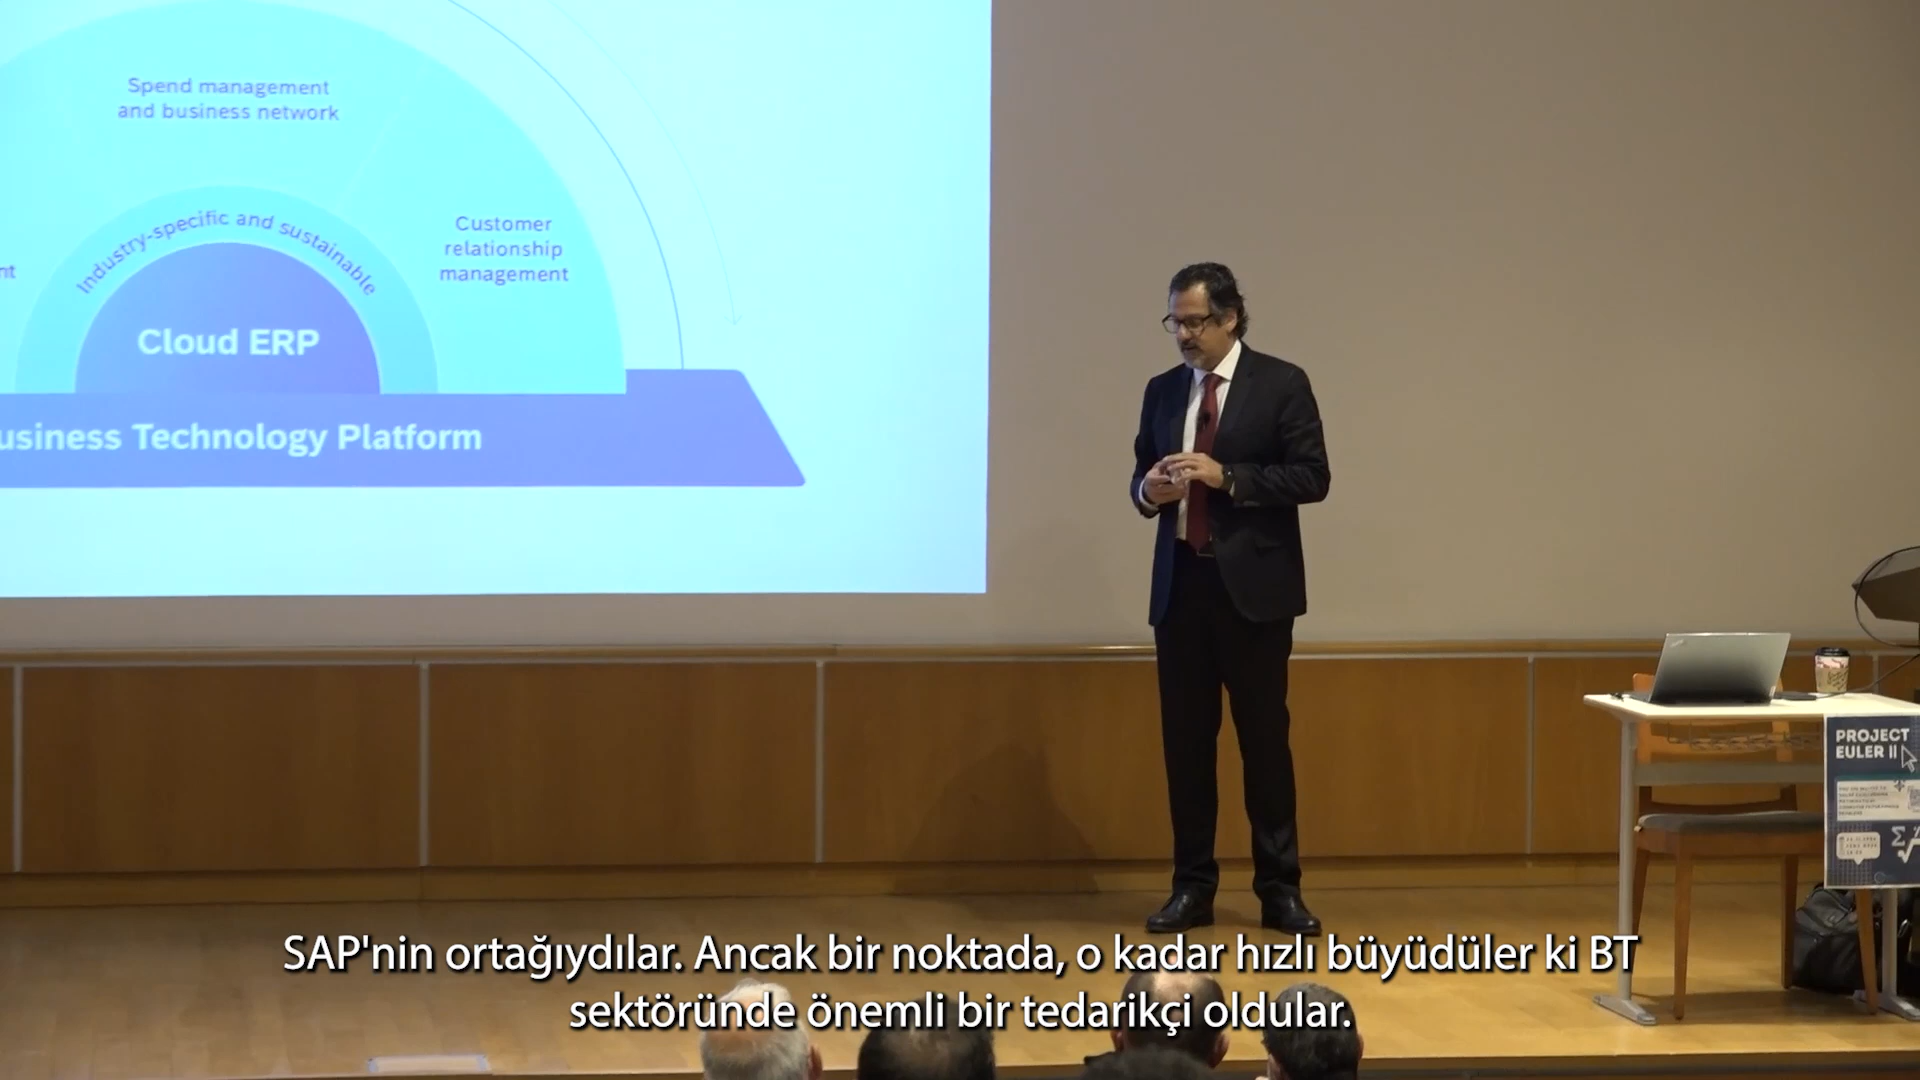 Spend management
and business network
Customer
relationship
management
nt
Industry-specific and sustainable
Cloud ERP
usiness Technology Platform
PROJECT
EULER II
SAP'nin ortağıydılar. Ancak bir noktada, o kadar hızlı büyüdüler ki BT
sektöründe önemli bir tedarikçi oldular.